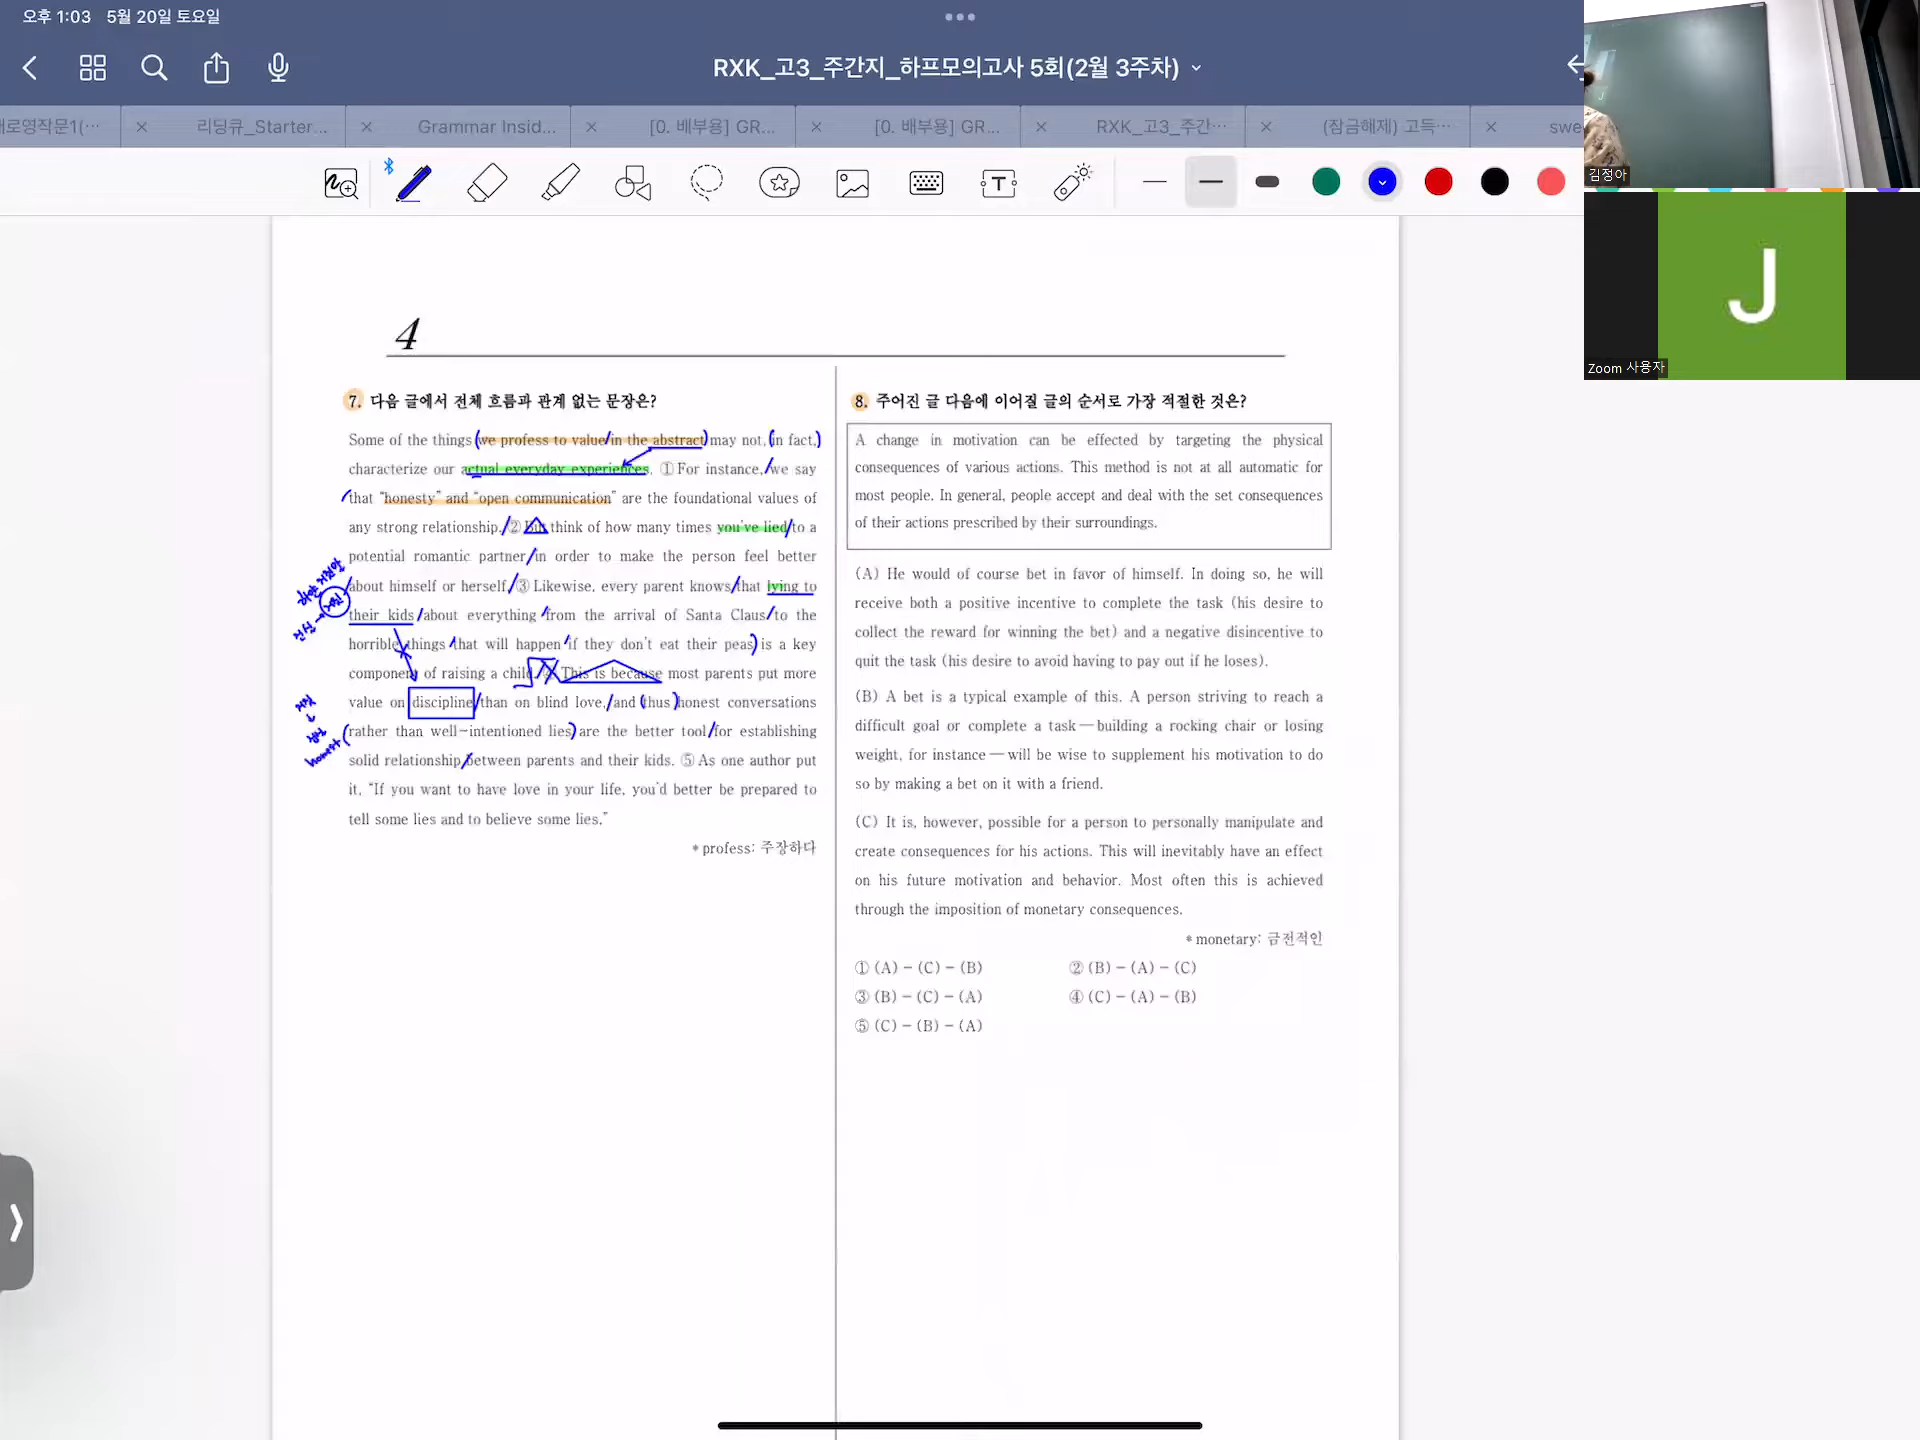 오후 1:03 5월 20일 토요일
RXK_고3_주간지_하프모의고사 5회(2월 3주차)
리딩큐_Starter...
Grammar Insid...
[0. 배부용] GR...
[0. 배부용] GR...
RXK_고3_주간...
(잠금해제) 고득...
swe
김정아
J
Zoom 사용자
4
7. 다음 글에서 전체 흐름과 관계 없는 문장은?
Some of the things we profess to value in the abstract may not, in fact,
characterize our actual everyday experiences. ① For instance, we say
that “honesty” and “open communication” are the foundational values of
any strong relationship. ② But think of how many times you've lied to a
potential romantic partner in order to make the person feel better
about himself or herself. ③ Likewise, every parent knows that lying to
their kids about everything from the arrival of Santa Claus to the
horrible things that will happen if they don't eat their peas is a key
component of raising a child. ④ This is because most parents put more
value on discipline than on blind love, and thus honest conversations
rather than well-intentioned lies are the better tool for establishing
solid relationship between parents and their kids. ⑤ As one author put
it, “If you want to have love in your life, you'd better be prepared to
tell some lies and to believe some lies.”
* profess: 주장하다
honest
8. 주어진 글 다음에 이어질 글의 순서로 가장 적절한 것은?
A change in motivation can be effected by targeting the physical
consequences of various actions. This method is not at all automatic for
most people. In general, people accept and deal with the set consequences
of their actions prescribed by their surroundings.
(A) He would of course bet in favor of himself. In doing so, he will
receive both a positive incentive to complete the task (his desire to
collect the reward for winning the bet) and a negative disincentive to
quit the task (his desire to avoid having to pay out if he loses).
(B) A bet is a typical example of this. A person striving to reach a
difficult goal or complete a task — building a rocking chair or losing
weight, for instance — will be wise to supplement his motivation to do
so by making a bet on it with a friend.
(C) It is, however, possible for a person to personally manipulate and
create consequences for his actions. This will inevitably have an effect
on his future motivation and behavior. Most often this is achieved
through the imposition of monetary consequences.
* monetary: 금전적인
① (A) - (C) - (B) ② (B) - (A) - (C)
③ (B) - (C) - (A) ④ (C) - (A) - (B)
⑤ (C) - (B) - (A)